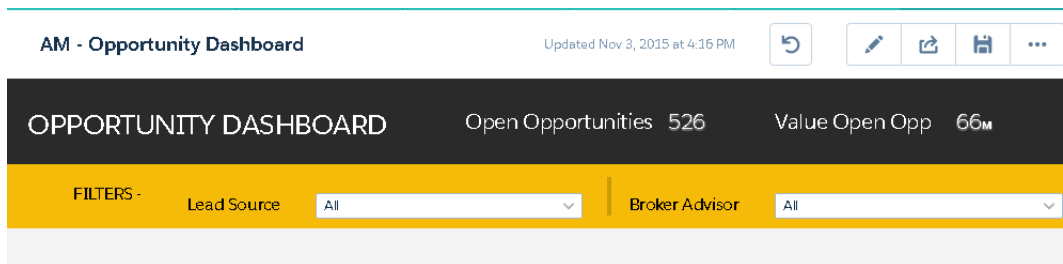 AM - Opportunity Dashboard Updated Nov 3, 2015 at 4:16 PM
OPPORTUNITY DASHBOARD Open Opportunities 526 Value Open Opp 66M
FILTERS - Lead Source All Broker Advisor All